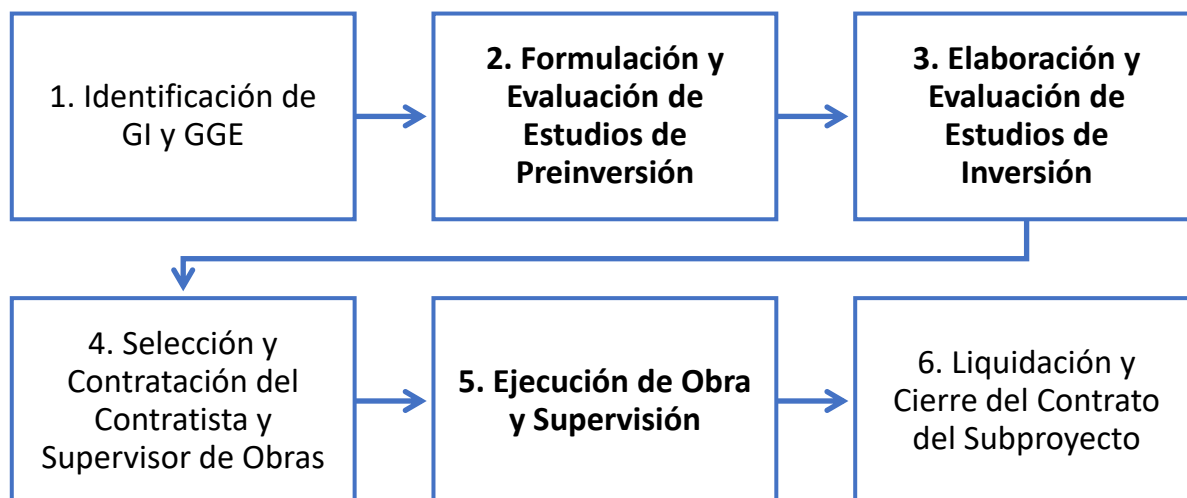 1. Identificación de
GI y GGE
2. Formulación y
Evaluación de
Estudios de
Preinversión
3. Elaboración y
Evaluación de
Estudios de
Inversión
4. Selección y
Contratación del
Contratista y
Supervisor de Obras
5. Ejecución de Obra
y Supervisión
6. Liquidación y
Cierre del Contrato
del Subproyecto